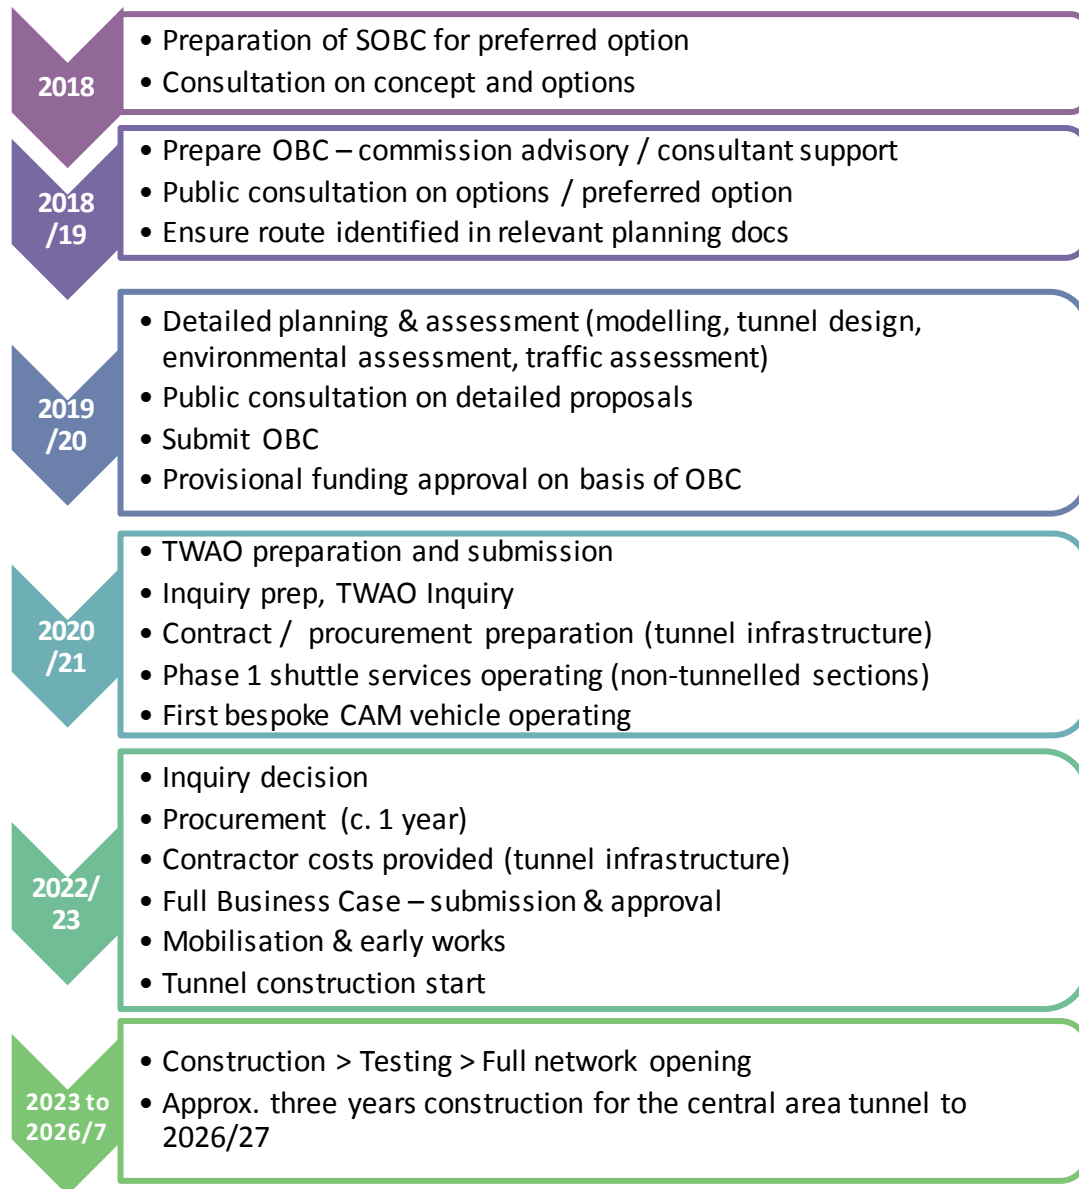 2018
• Preparation of SOBC for preferred option
• Consultation on concept and options
2018
/19
• Prepare OBC – commission advisory / consultant support
• Public consultation on options / preferred option
• Ensure route identified in relevant planning docs
2019
/20
• Detailed planning & assessment (modelling, tunnel design,
environmental assessment, traffic assessment)
• Public consultation on detailed proposals
• Submit OBC
• Provisional funding approval on basis of OBC
2020
/21
• TWAO preparation and submission
• Inquiry prep, TWAO Inquiry
• Contract / procurement preparation (tunnel infrastructure)
• Phase 1 shuttle services operating (non-tunnelled sections)
• First bespoke CAM vehicle operating
2022/
23
• Inquiry decision
• Procurement (c. 1 year)
• Contractor costs provided (tunnel infrastructure)
• Full Business Case – submission & approval
• Mobilisation & early works
• Tunnel construction start
2023 to
2026/7
• Construction > Testing > Full network opening
• Approx. three years construction for the central area tunnel to
2026/27